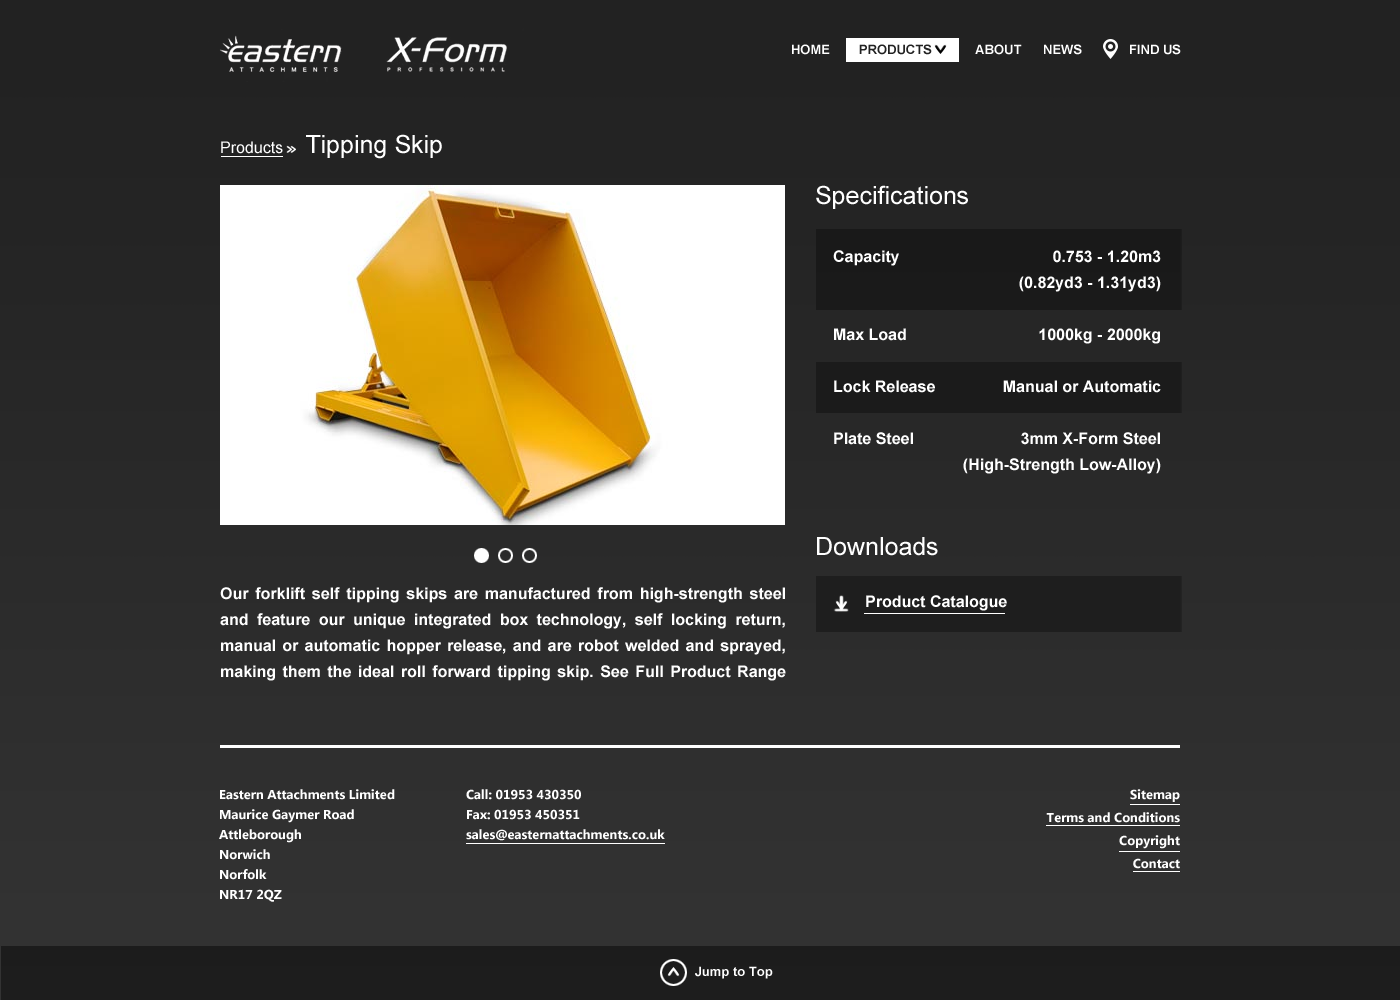 eastern
ATTACHMENTS
X-Form
PROFESSIONAL
HOME PRODUCTS ABOUT NEWS FIND US
Products » Tipping Skip
Specifications
Capacity 0.753 - 1.20m3
(0.82yd3 - 1.31yd3)
Max Load 1000kg - 2000kg
Lock Release Manual or Automatic
Plate Steel 3mm X-Form Steel
(High-Strength Low-Alloy)
Downloads
Product Catalogue
Our forklift self tipping skips are manufactured from high-strength steel
and feature our unique integrated box technology, self locking return,
manual or automatic hopper release, and are robot welded and sprayed,
making them the ideal roll forward tipping skip. See Full Product Range
Eastern Attachments Limited
Maurice Gaymer Road
Attleborough
Norwich
Norfolk
NR17 2QZ
Call: 01953 430350
Fax: 01953 450351
sales@easternattachments.co.uk
Sitemap
Terms and Conditions
Copyright
Contact
Jump to Top